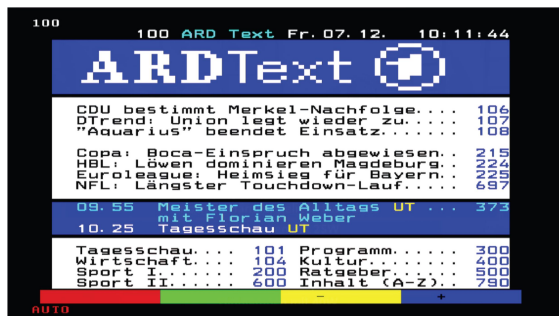 100
100 ARD Text Fr. 07. 12. 10:11:44
ARDText 1
CDU bestimmt Merkel-Nachfolge..... 106
DTrend: Union legt wieder zu..... 107
"Aquarius" beendet Einsatz....... 108
Copa: Boca-Einspruch abgewiesen.. 215
HBL: Löwen dominieren Magdeburg.. 224
Euroleague: Heimsieg für Bayern.. 225
NFL: Längster Touchdown-Lauf..... 697
09.55 Meister des Alltags UT ... 373
mit Florian Weber
10.25 Tagesschau UT
Tagesschau.... 101 Programm..... 300
Wirtschaft.... 104 Kultur....... 400
Sport I....... 200 Ratgeber..... 500
Sport II...... 600 Inhalt (A-Z).. 790
- +
AUTO